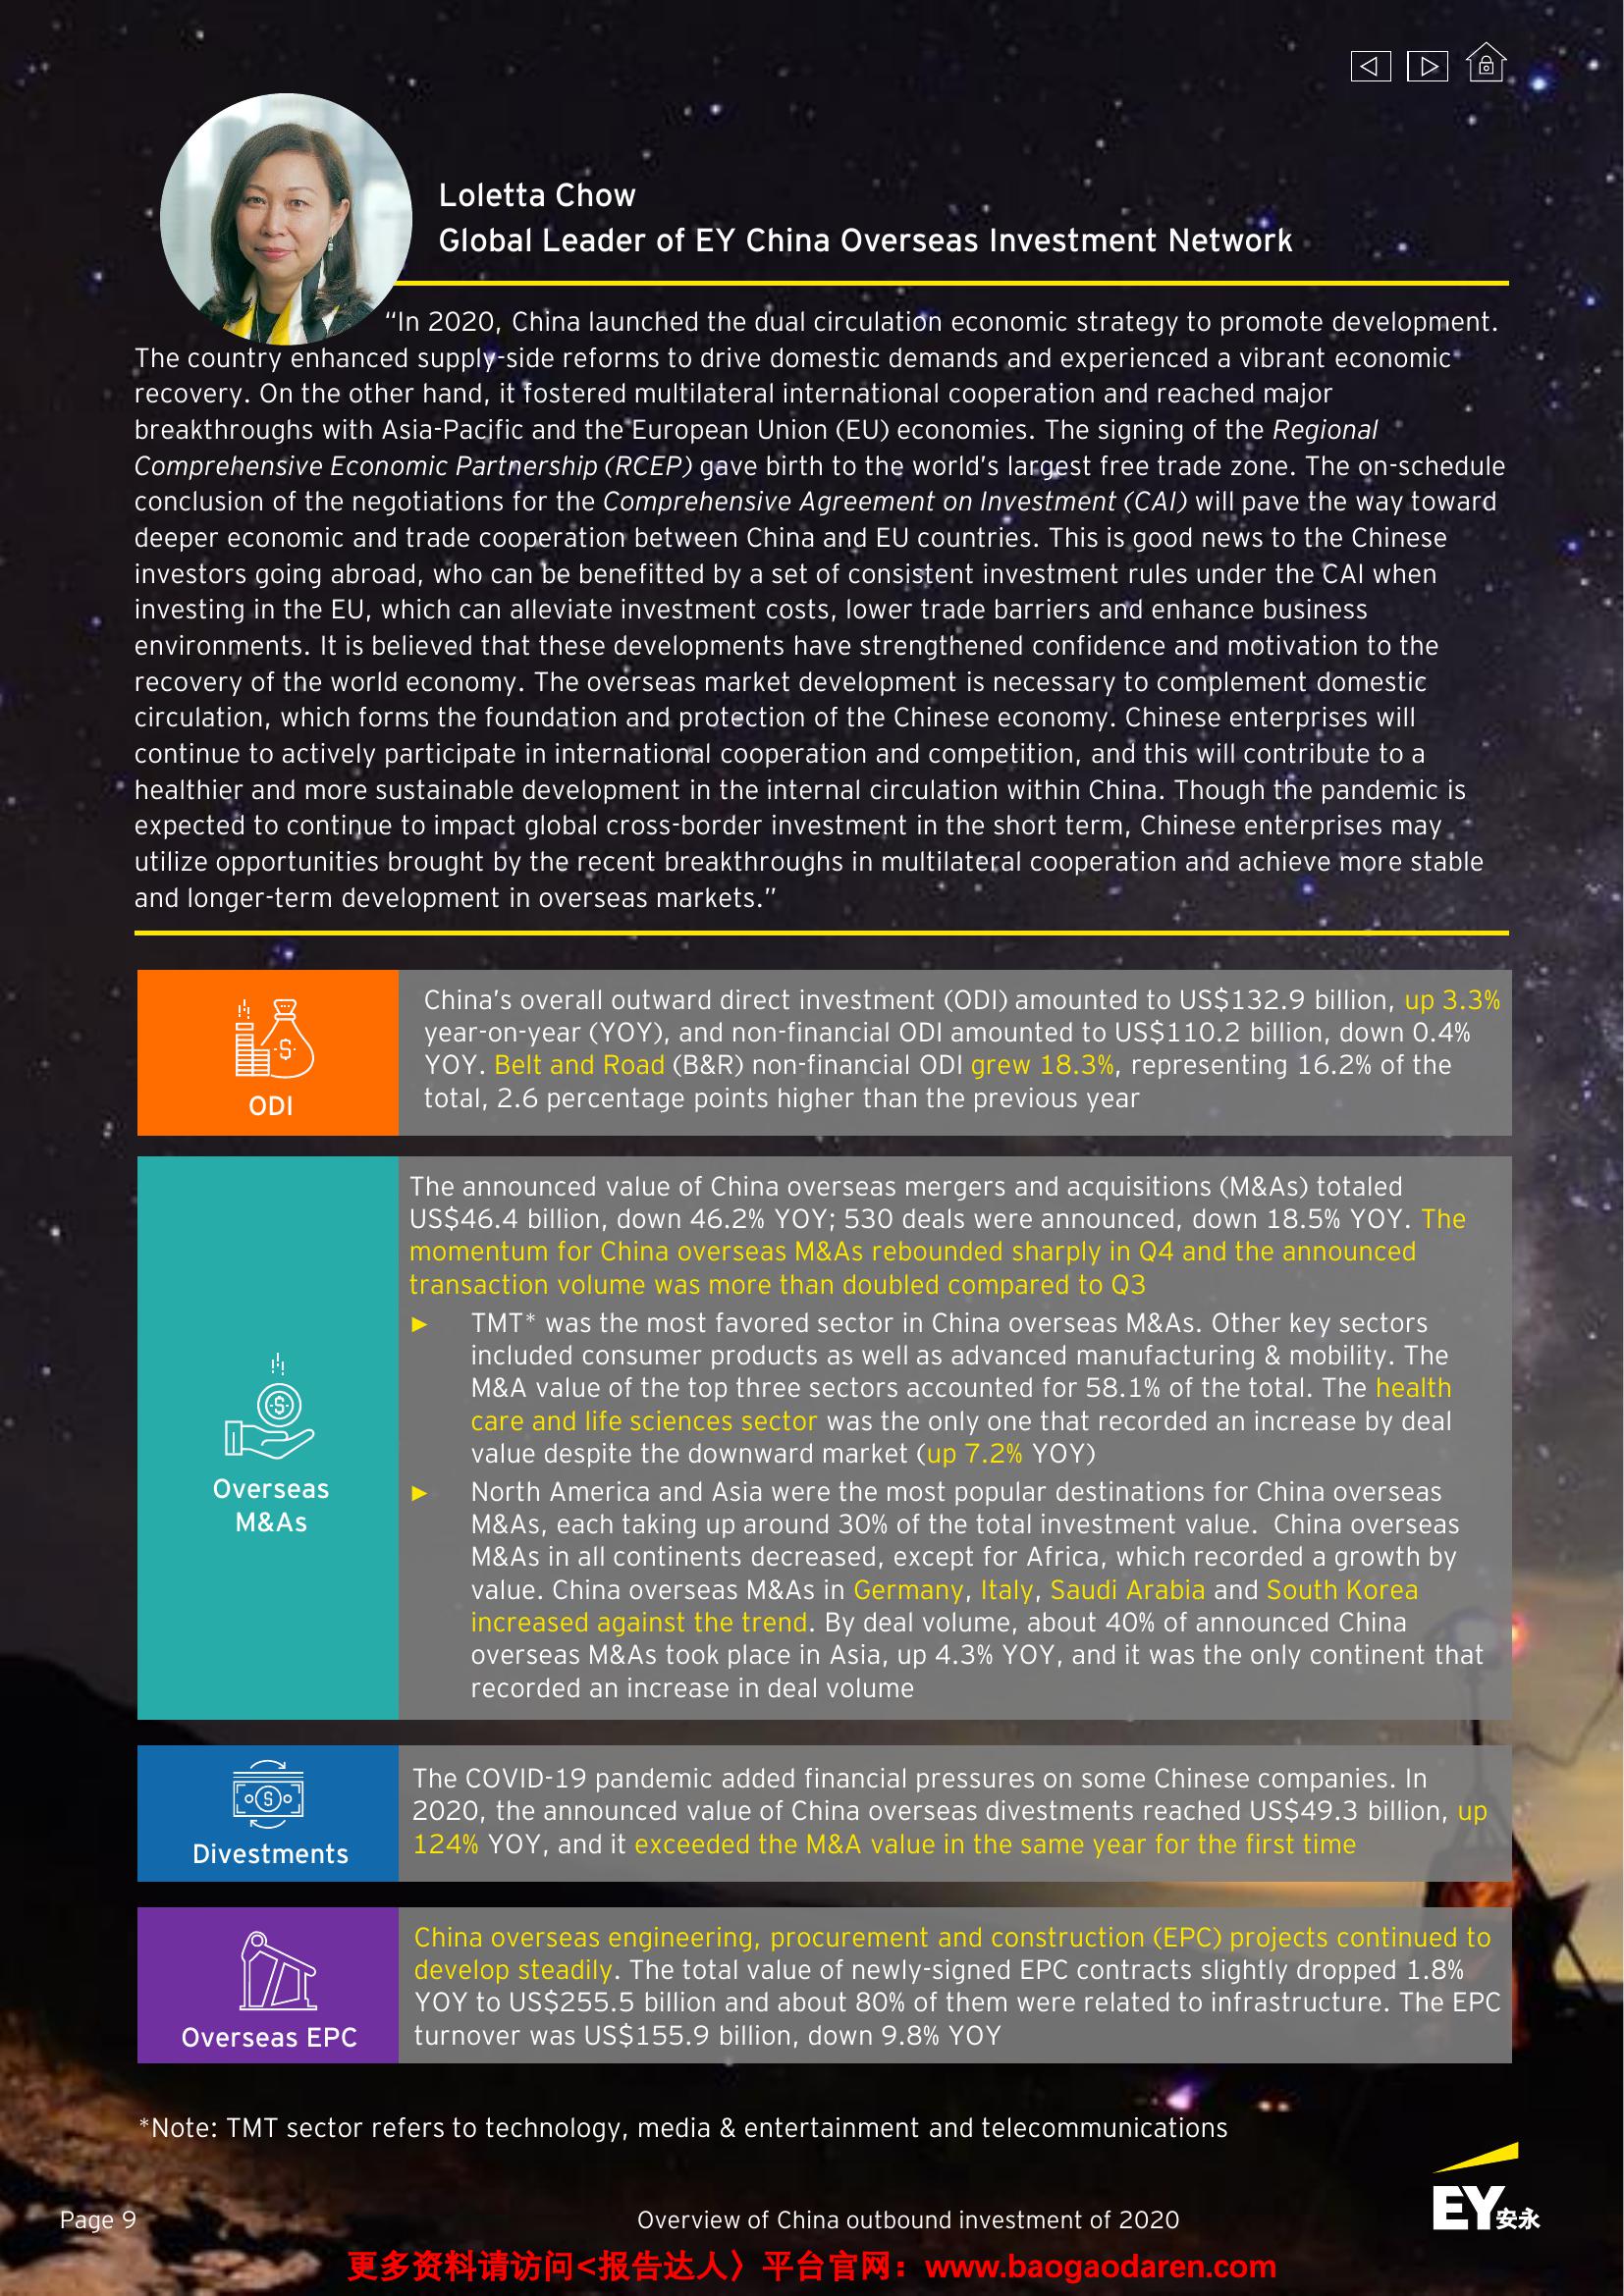 Loletta Chow
Global Leader of EY China Overseas Investment Network
“In 2020, China launched the dual circulation economic strategy to promote development.
The country enhanced supply-side reforms to drive domestic demands and experienced a vibrant economic
recovery. On the other hand, it fostered multilateral international cooperation and reached major
breakthroughs with Asia-Pacific and the European Union (EU) economies. The signing of the Regional
Comprehensive Economic Partnership (RCEP) gave birth to the world’s largest free trade zone. The on-schedule
conclusion of the negotiations for the Comprehensive Agreement on Investment (CAI) will pave the way toward
deeper economic and trade cooperation between China and EU countries. This is good news to the Chinese
investors going abroad, who can be benefitted by a set of consistent investment rules under the CAI when
investing in the EU, which can alleviate investment costs, lower trade barriers and enhance business
environments. It is believed that these developments have strengthened confidence and motivation to the
recovery of the world economy. The overseas market development is necessary to complement domestic
circulation, which forms the foundation and protection of the Chinese economy. Chinese enterprises will
continue to actively participate in international cooperation and competition, and this will contribute to a
healthier and more sustainable development in the internal circulation within China. Though the pandemic is
expected to continue to impact global cross-border investment in the short term, Chinese enterprises may
utilize opportunities brought by the recent breakthroughs in multilateral cooperation and achieve more stable
and longer-term development in overseas markets.”
ODI
China’s overall outward direct investment (ODI) amounted to US$132.9 billion, up 3.3%
year-on-year (YOY), and non-financial ODI amounted to US$110.2 billion, down 0.4%
YOY. Belt and Road (B&R) non-financial ODI grew 18.3%, representing 16.2% of the
total, 2.6 percentage points higher than the previous year
Overseas
M&As
The announced value of China overseas mergers and acquisitions (M&As) totaled
US$46.4 billion, down 46.2% YOY; 530 deals were announced, down 18.5% YOY. The
momentum for China overseas M&As rebounded sharply in Q4 and the announced
transaction volume was more than doubled compared to Q3
► TMT* was the most favored sector in China overseas M&As. Other key sectors
included consumer products as well as advanced manufacturing & mobility. The
M&A value of the top three sectors accounted for 58.1% of the total. The health
care and life sciences sector was the only one that recorded an increase by deal
value despite the downward market (up 7.2% YOY)
► North America and Asia were the most popular destinations for China overseas
M&As, each taking up around 30% of the total investment value. China overseas
M&As in all continents decreased, except for Africa, which recorded a growth by
value. China overseas M&As in Germany, Italy, Saudi Arabia and South Korea
increased against the trend. By deal volume, about 40% of announced China
overseas M&As took place in Asia, up 4.3% YOY, and it was the only continent that
recorded an increase in deal volume
Divestments
The COVID-19 pandemic added financial pressures on some Chinese companies. In
2020, the announced value of China overseas divestments reached US$49.3 billion, up
124% YOY, and it exceeded the M&A value in the same year for the first time
Overseas EPC
China overseas engineering, procurement and construction (EPC) projects continued to
develop steadily. The total value of newly-signed EPC contracts slightly dropped 1.8%
YOY to US$255.5 billion and about 80% of them were related to infrastructure. The EPC
turnover was US$155.9 billion, down 9.8% YOY
*Note: TMT sector refers to technology, media & entertainment and telecommunications
Page 9
Overview of China outbound investment of 2020
EY安永
更多资料请访问<报告达人〉平台官网：www.baogaodaren.com